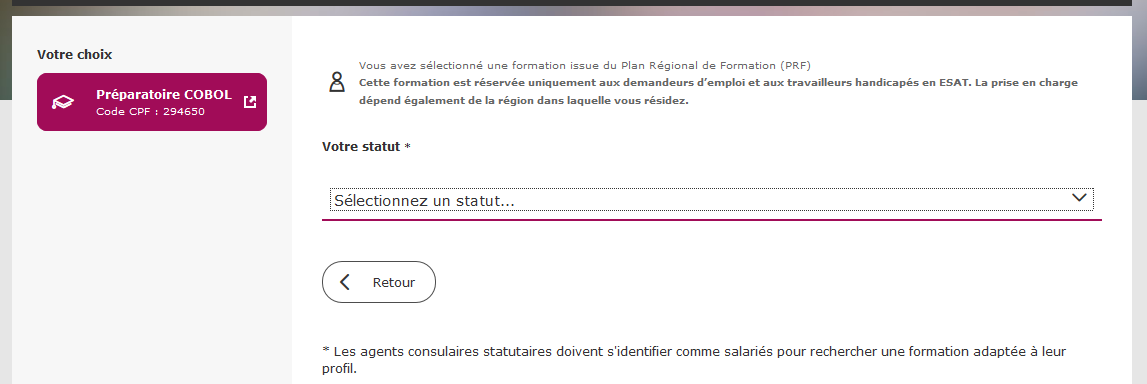 Votre choix
Préparatoire COBOL
Code CPF : 294650
Vous avez sélectionné une formation issue du Plan Régional de Formation (PRF)
Cette formation est réservée uniquement aux demandeurs d’emploi et aux travailleurs handicapés en ESAT. La prise en charge
dépend également de la région dans laquelle vous résidez.
Votre statut *
Sélectionnez un statut...
Retour
* Les agents consulaires statutaires doivent s'identifier comme salariés pour rechercher une formation adaptée à leur
profil.